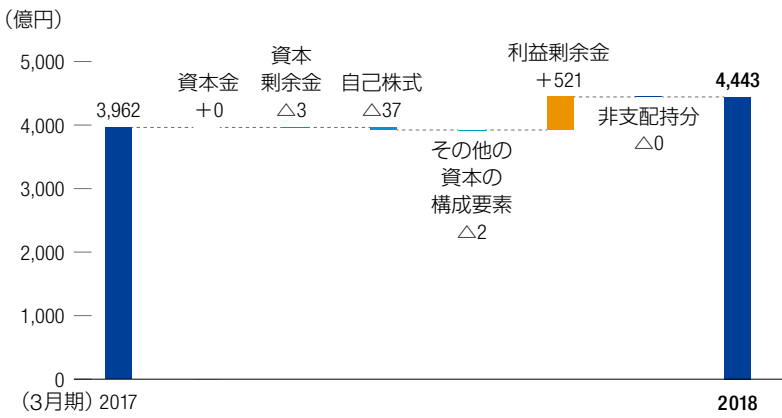 (億円)
5,000
4,000
3,000
2,000
1,000
0
3,962
資本金
+0
資本
剰余金
△3
自己株式
△37
その他の
資本の
構成要素
△2
利益剰余金
+521
非支配持分
△0
4,443
(3月期) 2017
2018